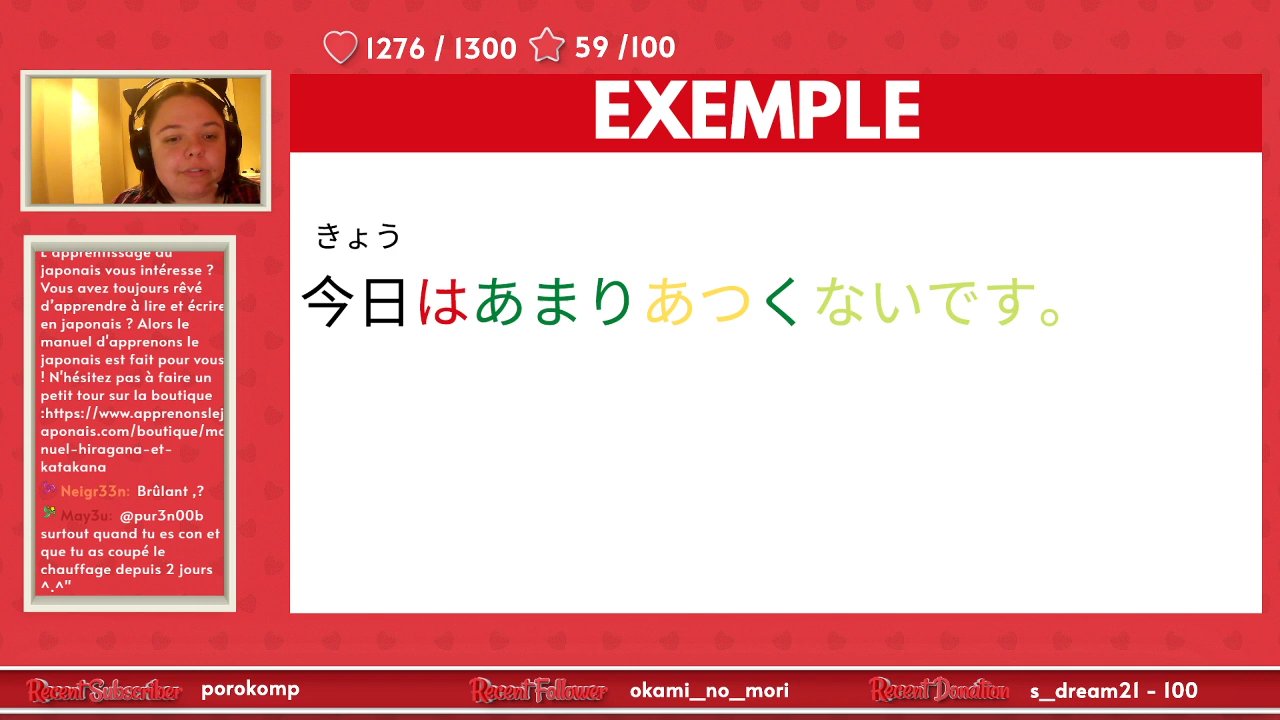 1276 / 1300 59 /100
EXEMPLE
きょう
今日はあまりあつくないです。
L'apprentissage du
japonais vous intéresse ?
Vous avez toujours rêvé
d'apprendre à lire et écrire
en japonais ? Alors le
manuel d'apprenons le
japonais est fait pour vous
! N'hésitez pas à faire un
petit tour sur la boutique
:https://www.apprenonslej
aponais.com/boutique/ma
nuel-hiragana-et-
katakana
Neigr33n: Brûlant ,?
May3u: @pur3n00b
surtout quand tu es con et
que tu as coupé le
chauffage depuis 2 jours
^.^"
Recent Subscriber porokomp Recent Follower okami_no_mori Recent Donation s_dream21 - 100